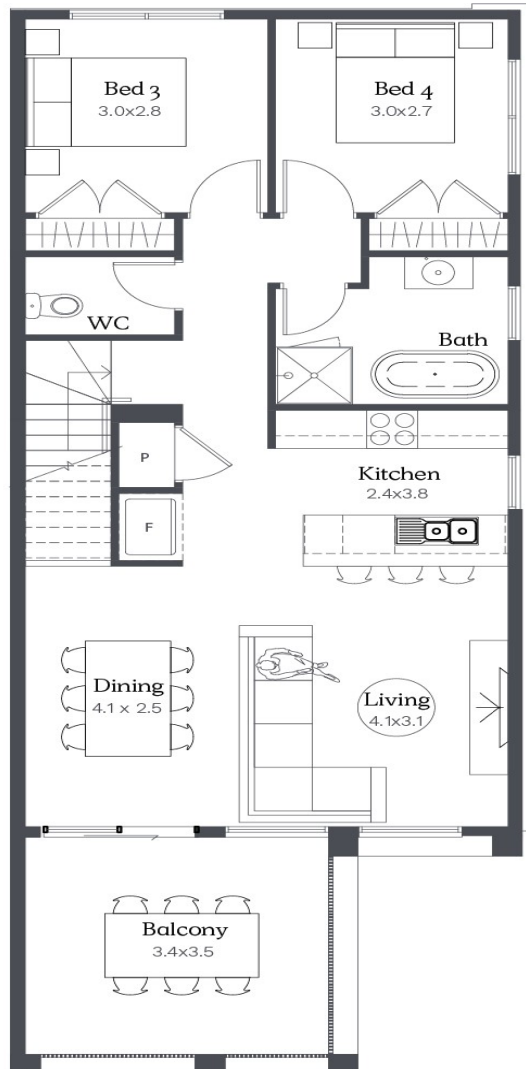 Bed 3
3.0x2.8
Bed 4
3.0x2.7
WC
Bath
P
Kitchen
2.4x3.8
F
Dining
4.1 x 2.5
Living
4.1x3.1
Balcony
3.4x3.5